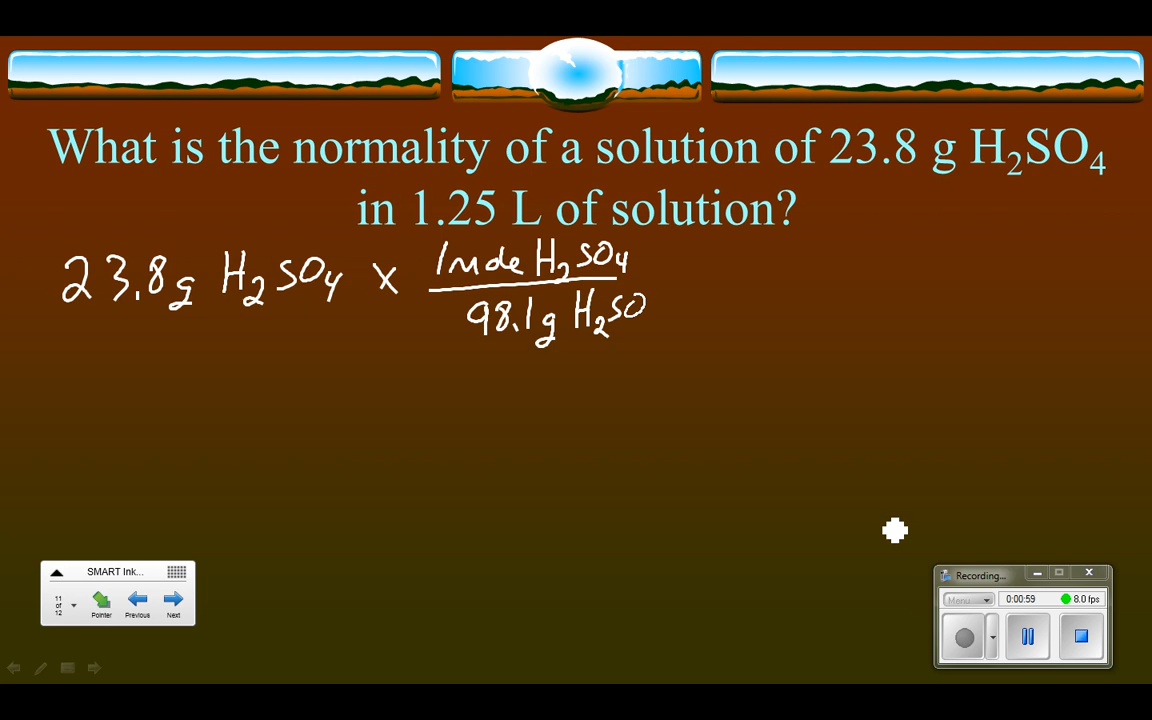 What is the normality of a solution of 23.8 g H₂SO₄
in 1.25 L of solution?
23.8g H₂SO₄ x 1 mole H₂SO₄
98.1g H₂SO
SMART Ink...
11
of
12
Pointer
Previous
Next
Recording...
Menu
0:00:59
8.0 fps